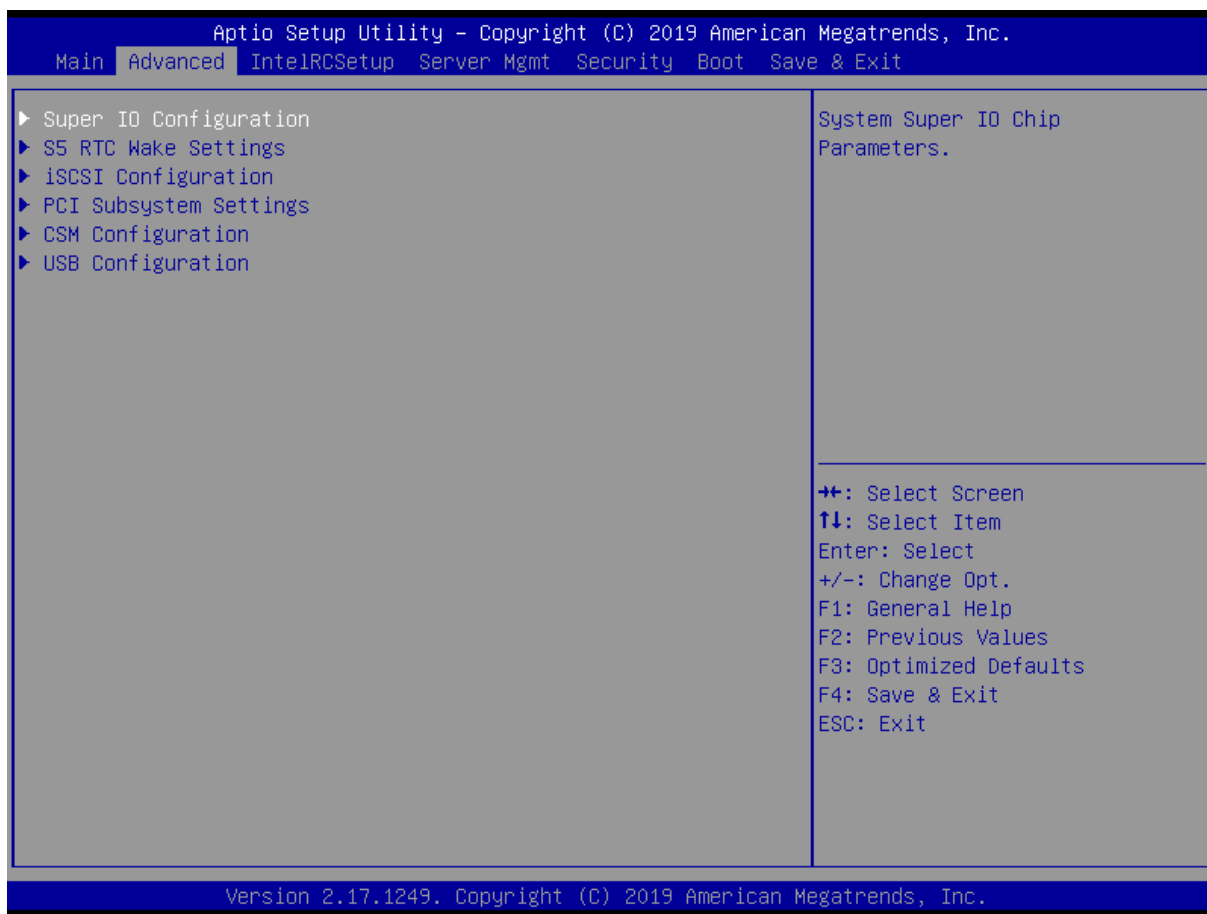 Aptio Setup Utility – Copyright (C) 2019 American Megatrends, Inc.
Main Advanced IntelRCSetup Server Mgmt Security Boot Save & Exit
▶ Super IO Configuration
▶ S5 RTC Wake Settings
▶ iSCSI Configuration
▶ PCI Subsystem Settings
▶ CSM Configuration
▶ USB Configuration
System Super IO Chip
Parameters.
→←: Select Screen
↑↓: Select Item
Enter: Select
+/-: Change Opt.
F1: General Help
F2: Previous Values
F3: Optimized Defaults
F4: Save & Exit
ESC: Exit
Version 2.17.1249. Copyright (C) 2019 American Megatrends, Inc.